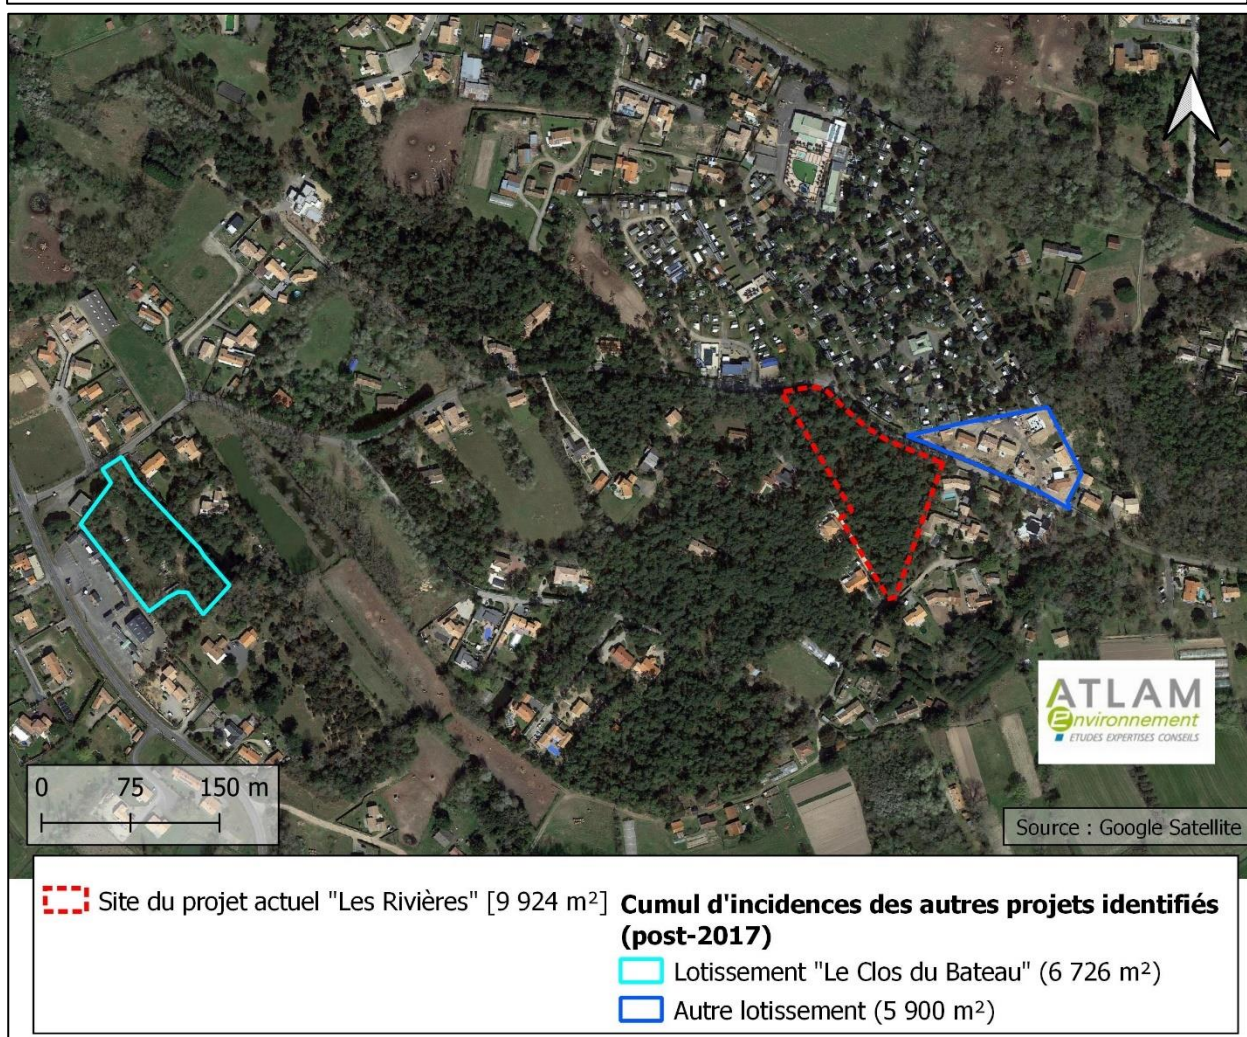 0 75 150 m
ATLAM
environnement
ETUDES EXPERTISES CONSEILS
Source : Google Satellite
Site du projet actuel "Les Rivières" [9 924 m²]
Cumul d'incidences des autres projets identifiés
(post-2017)
Lotissement "Le Clos du Bateau" (6 726 m²)
Autre lotissement (5 900 m²)